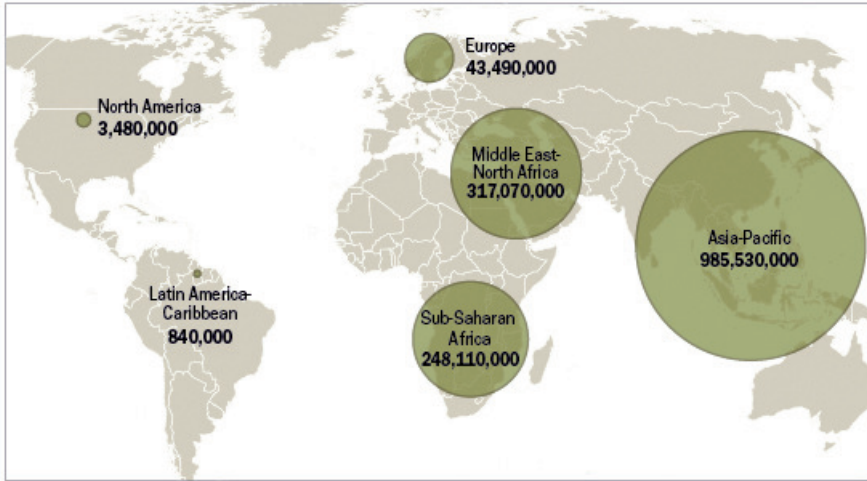 Europe
43,490,000
North America
3,480,000
Middle East-
North Africa
317,070,000
Asia-Pacific
985,530,000
Latin America-
Caribbean
840,000
Sub-Saharan
Africa
248,110,000